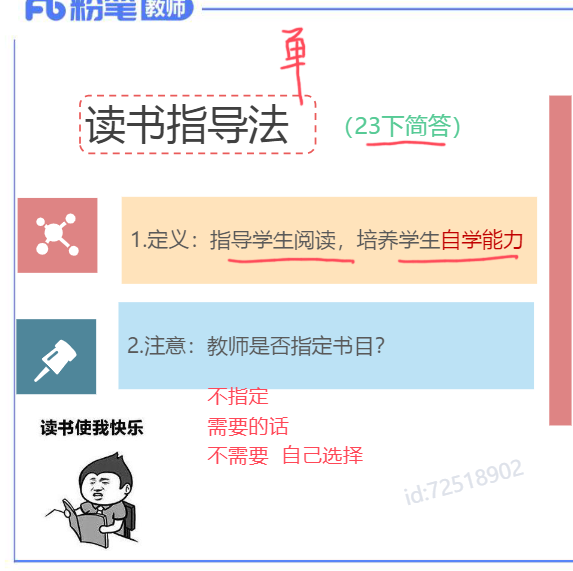 粉笔教师
单
读书指导法 （23下简答）
1.定义：指导学生阅读，培养学生自学能力
2.注意：教师是否指定书目？
不指定
需要的话
不需要 自己选择
读书使我快乐
id:72518902